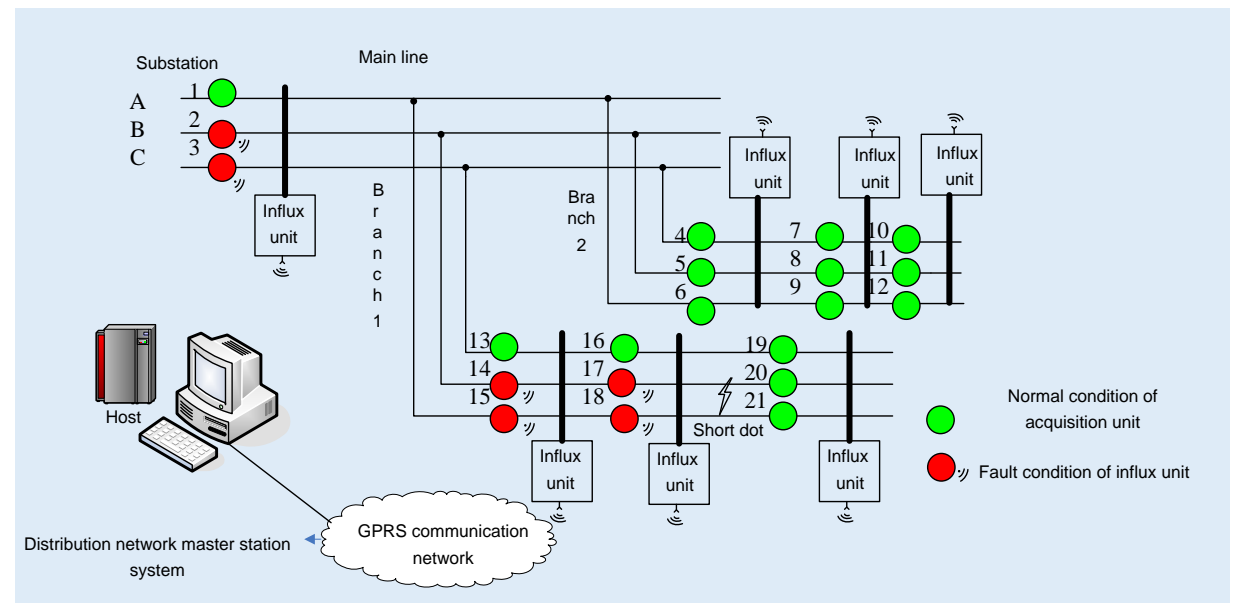 Substation
Main line
1
A
2
B
3
C
Influx
unit
B
r
a
n
c
h
1
Bra
nch
2
Influx
unit
Influx
unit
Influx
unit
4
7
10
5
8
11
6
9
12
13
16
19
14
17
20
15
18
21
Short dot
Influx
unit
Influx
unit
Influx
unit
Host
Normal condition of
acquisition unit
Fault condition of influx unit
GPRS communication
network
Distribution network master station
system